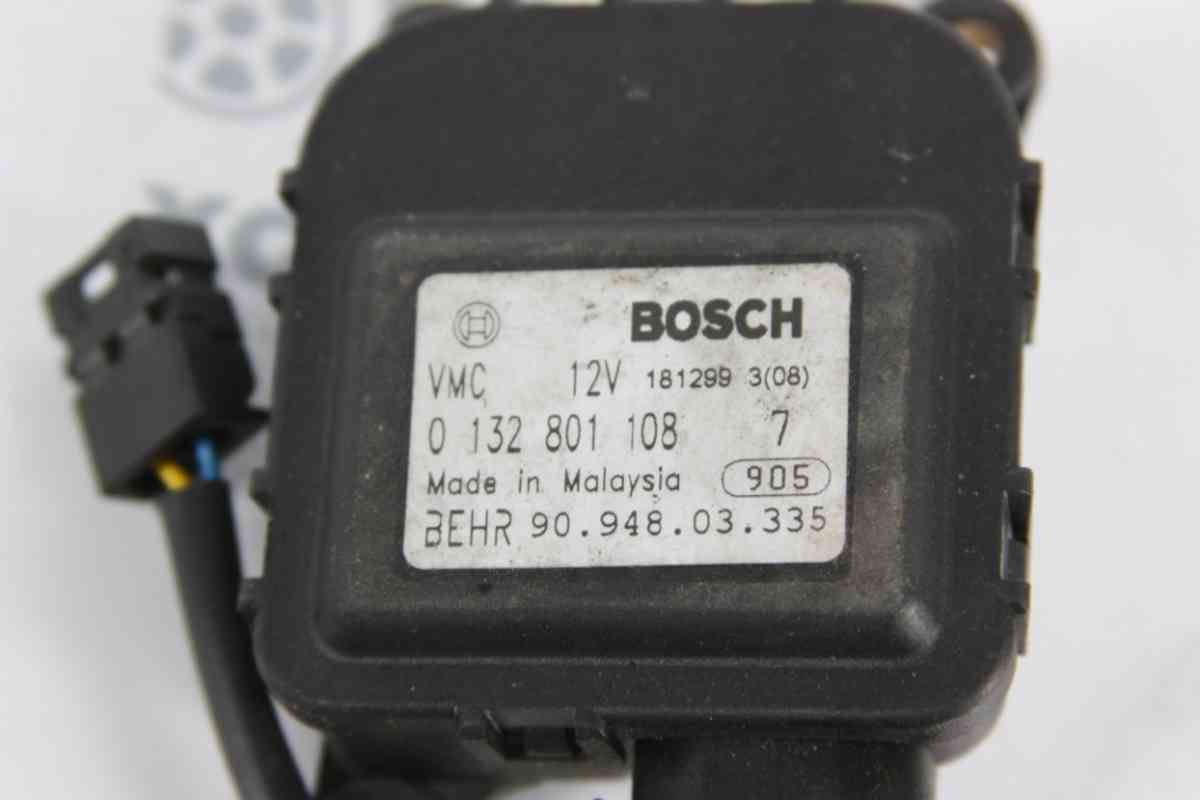 BOSCH
VMC 12V 181299 3(08)
0 132 801 108 7
Made in Malaysia 905
BEHR 90.948.03.335